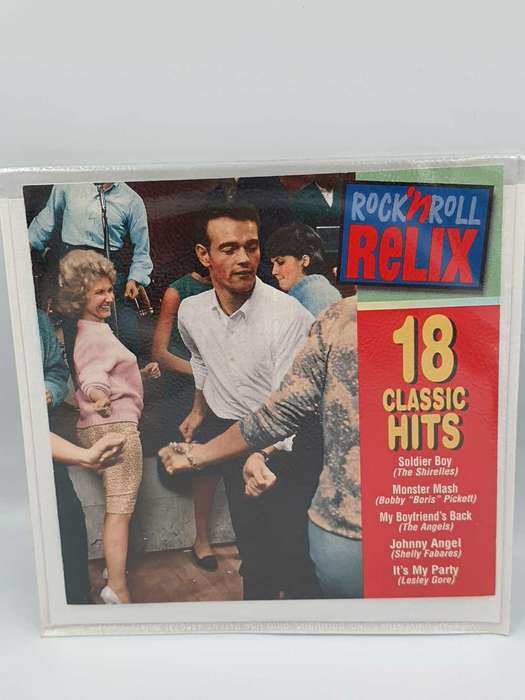 ROCK'N ROLL
ReLIX
18
CLASSIC
HITS
Soldier Boy
(The Shirelles)
Monster Mash
(Bobby "Boris" Pickett)
My Boyfriend's Back
(The Angels)
Johnny Angel
(Shelly Fabares)
It's My Party
(Lesley Gore)